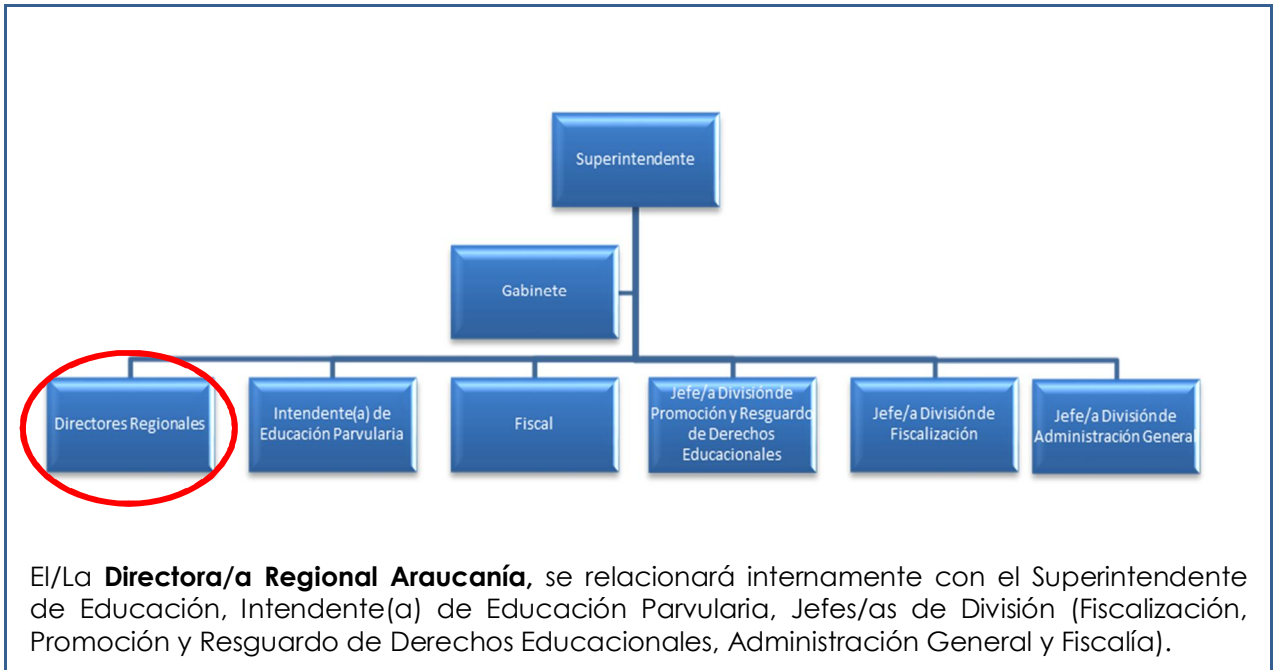 Superintendente
Gabinete
Directores Regionales
Intendente(a) de
Educación Parvularia
Fiscal
Jefe/a División de
Promoción y Resguardo
de Derechos
Educacionales
Jefe/a División de
Fiscalización
Jefe/a División de
Administración General
El/La Directora/a Regional Araucanía, se relacionará internamente con el Superintendente
de Educación, Intendente(a) de Educación Parvularia, Jefes/as de División (Fiscalización,
Promoción y Resguardo de Derechos Educacionales, Administración General y Fiscalía).